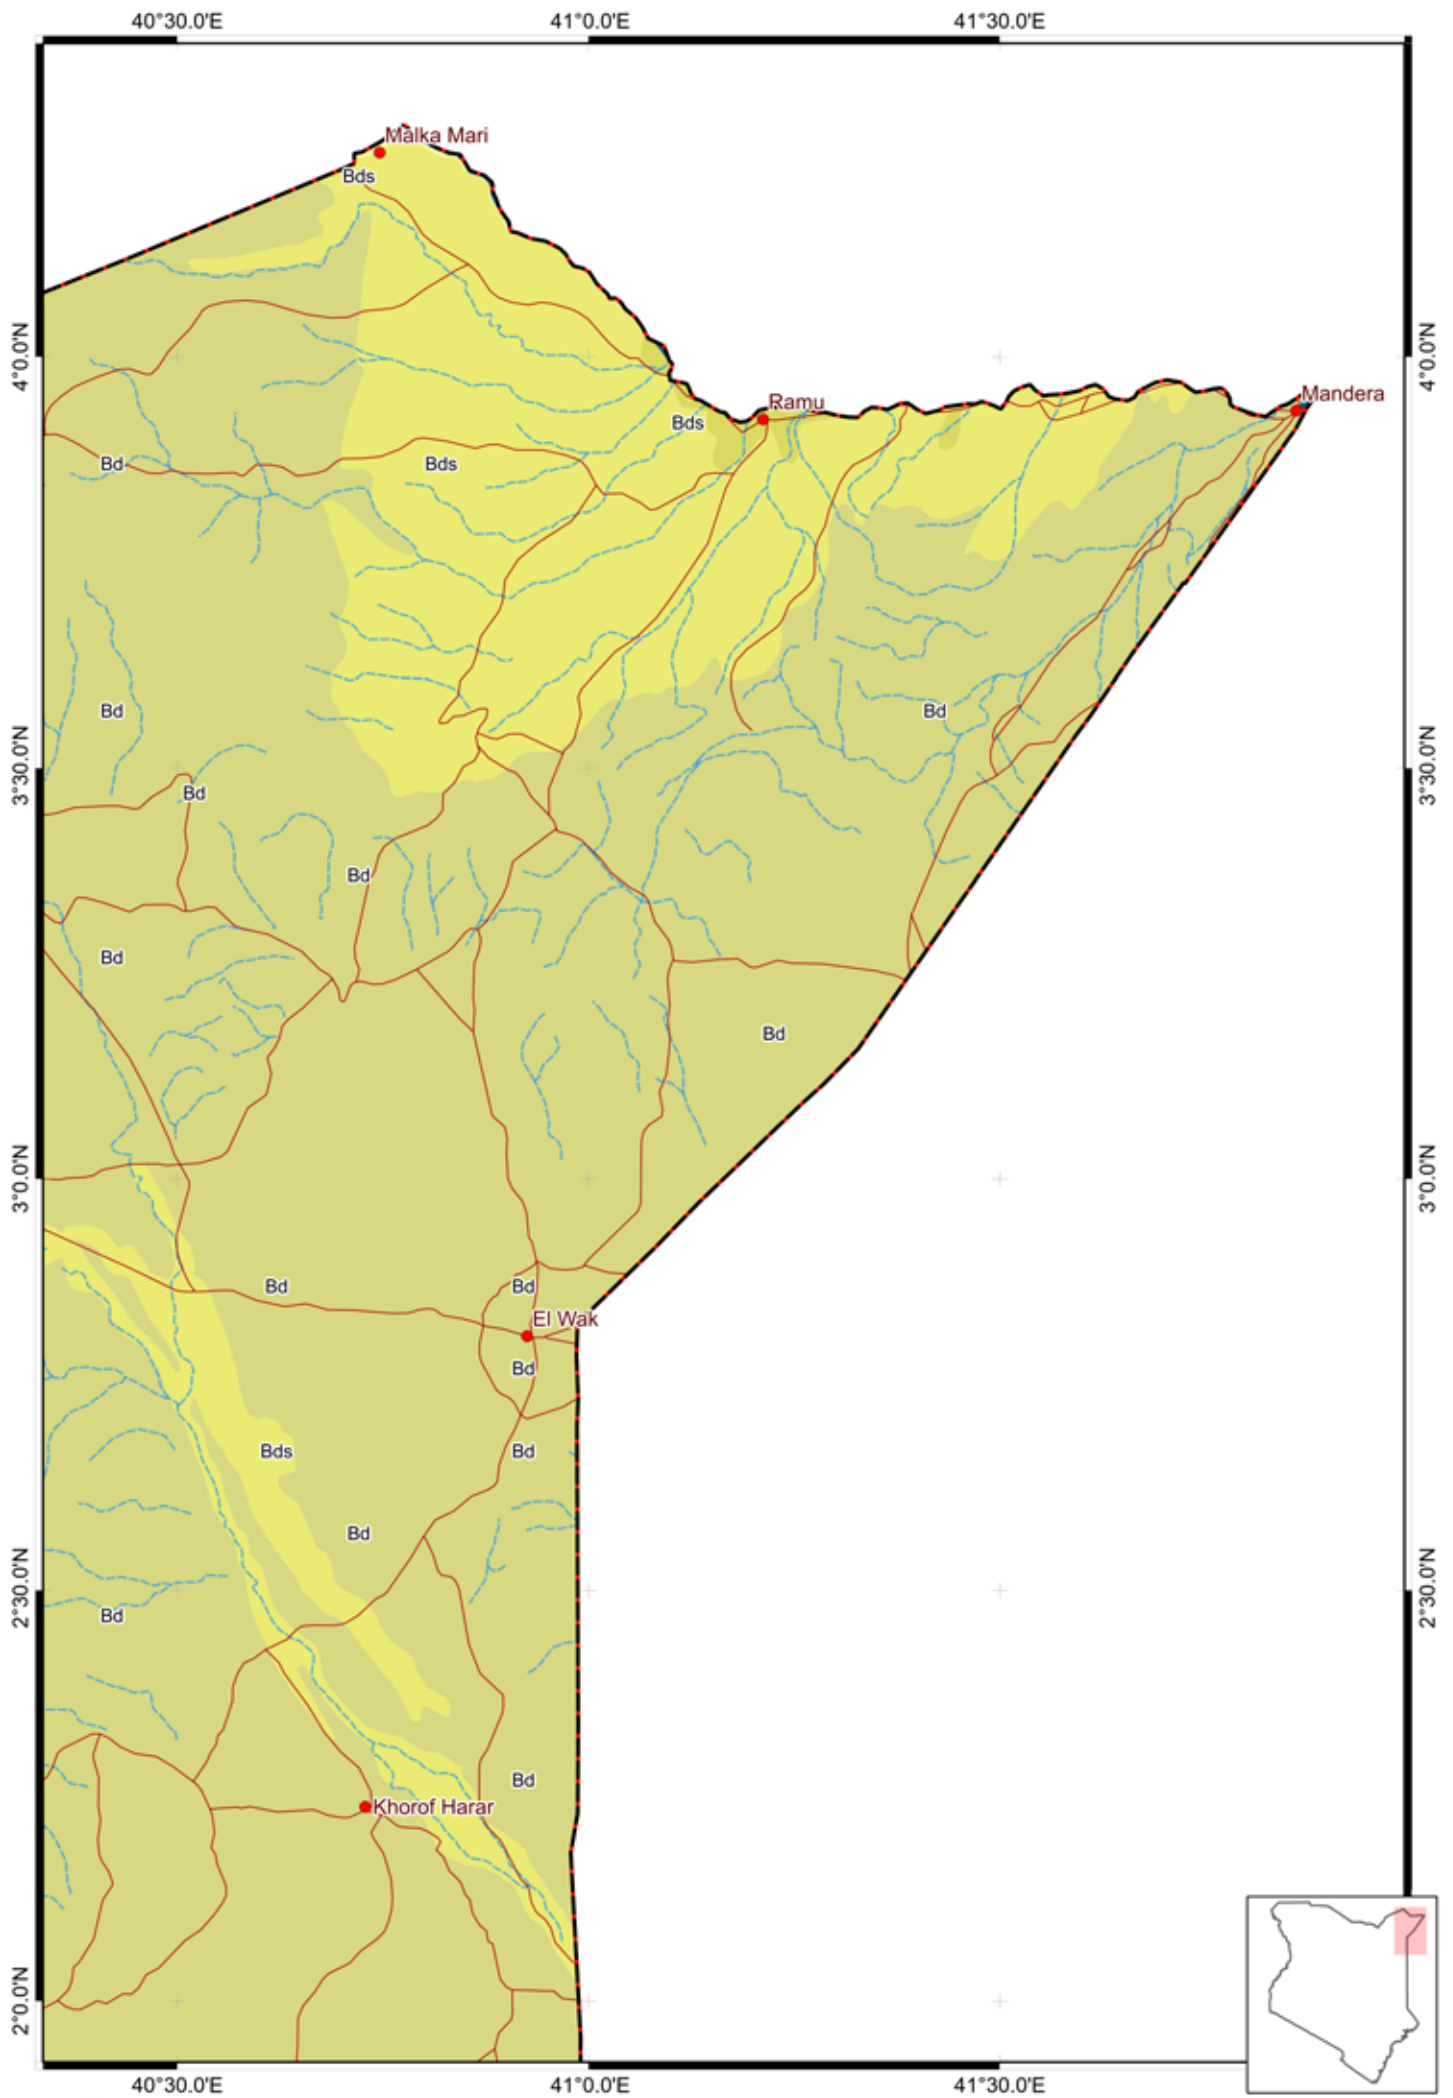 40°30.0'E 41°0.0'E 41°30.0'E
Malka Mari
Bds
4°0.0'N 4°0.0'N
Mandera
Ramu
Bds
Bd Bds
Bd Bd
3°30.0'N 3°30.0'N
Bd
Bd
Bd
Bd
3°0.0'N 3°0.0'N
Bd Bd
El Wak
Bd
Bds Bd
Bd
2°30.0'N 2°30.0'N
Bd
Bd
Khorof Harar
2°0.0'N
40°30.0'E 41°0.0'E 41°30.0'E